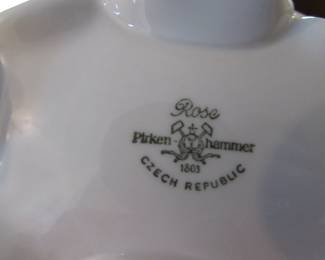 Rose
Pirken-hammer
1803
CZECH REPUBLIC